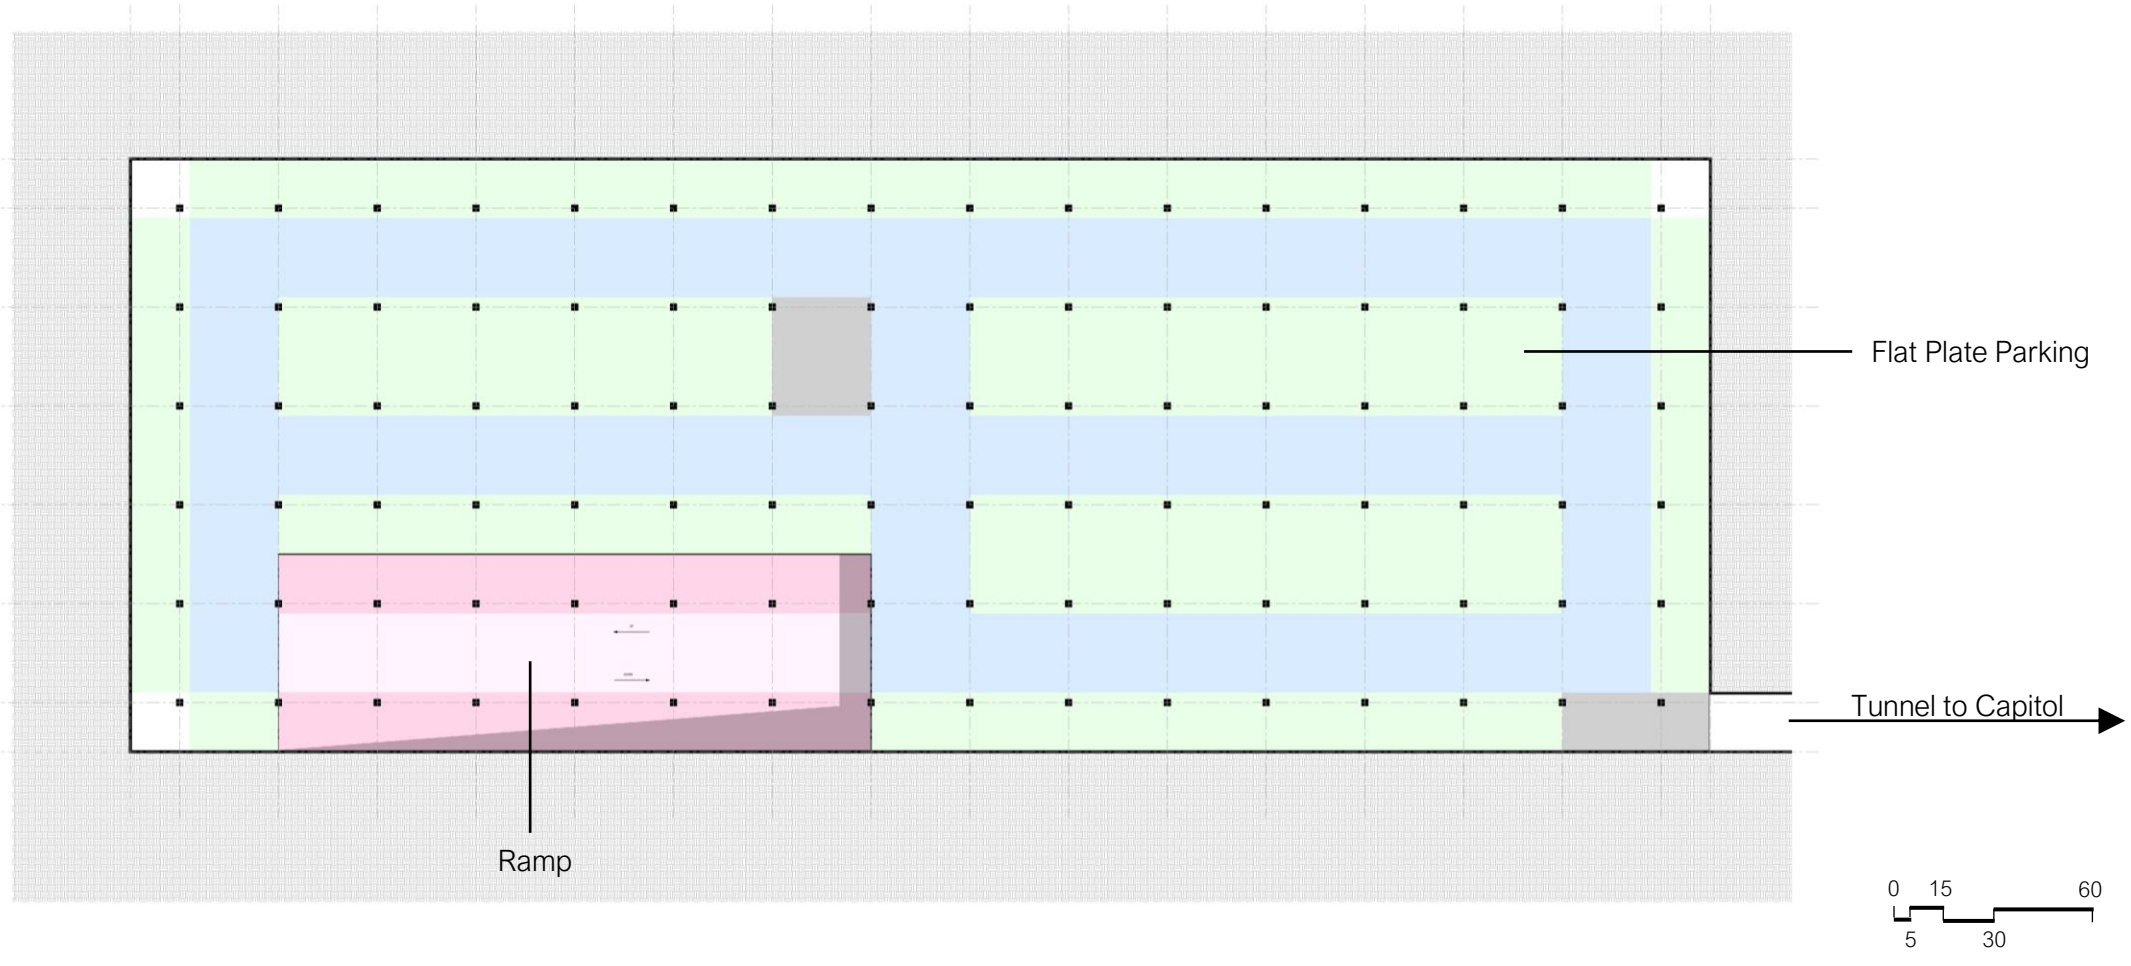 Flat Plate Parking
Tunnel to Capitol
Ramp
0 15 60
5 30